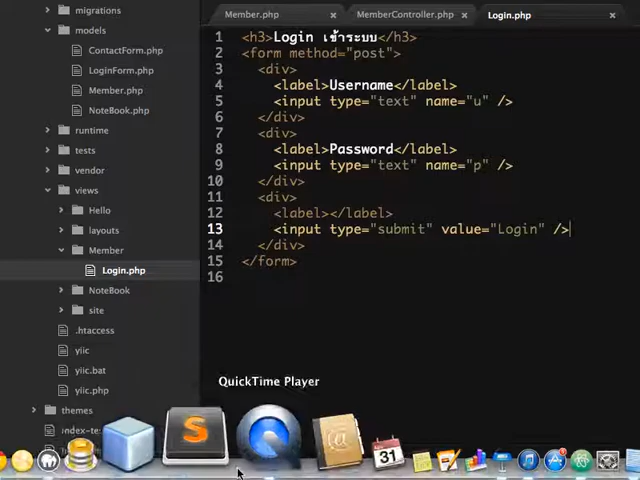 migrations
models
ContactForm.php
LoginForm.php
Member.php
NoteBook.php
runtime
tests
vendor
views
Hello
layouts
Member
Login.php
NoteBook
site
.htaccess
yiic
yiic.bat
yiic.php
themes
Member.php ×
MemberController.php ×
Login.php ×
1 <h3>Login เข้าระบบ</h3>
2 <form method="post">
3 <div>
4 <label>Username</label>
5 <input type="text" name="u" />
6 </div>
7 <div>
8 <label>Password</label>
9 <input type="text" name="p" />
10 </div>
11 <div>
12 <label></label>
13 <input type="submit" value="Login" />
14 </div>
15 </form>
16
QuickTime Player
S
@
31